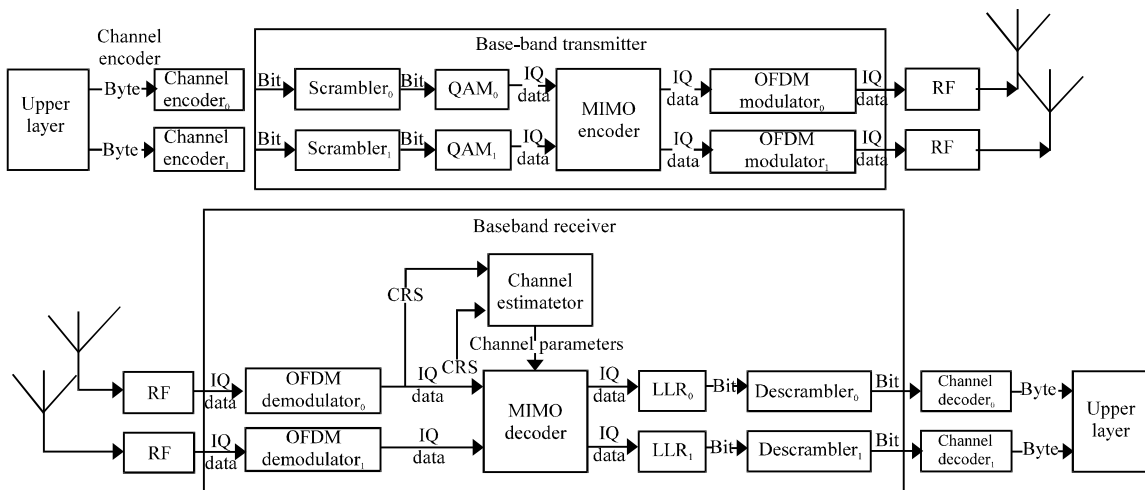 Channel
encoder
Base-band transmitter
Upper
layer
Byte
Channel
encoder0
Bit
Scrambler0
Bit
QAM0
IQ
data
MIMO
encoder
IQ
data
OFDM
modulator0
IQ
data
RF
Byte
Channel
encoder1
Bit
Scrambler1
Bit
QAM1
IQ
data
IQ
data
OFDM
modulator1
IQ
data
RF
Baseband receiver
Channel
estimatetor
CRS
CRS
Channel parameters
RF
IQ
data
OFDM
demodulator0
IQ
data
MIMO
decoder
IQ
data
LLR0
Bit
Descrambler0
Bit
Channel
decoder0
Byte
Upper
layer
RF
IQ
data
OFDM
demodulator1
IQ
data
IQ
data
LLR1
Bit
Descrambler1
Bit
Channel
decoder1
Byte